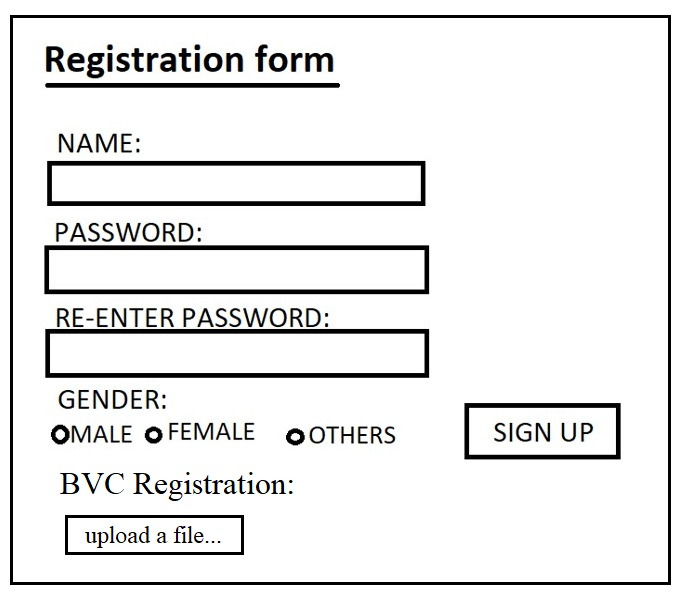 Registration form
NAME:
PASSWORD:
RE-ENTER PASSWORD:
GENDER:
MALE FEMALE OTHERS
SIGN UP
BVC Registration:
upload a file...